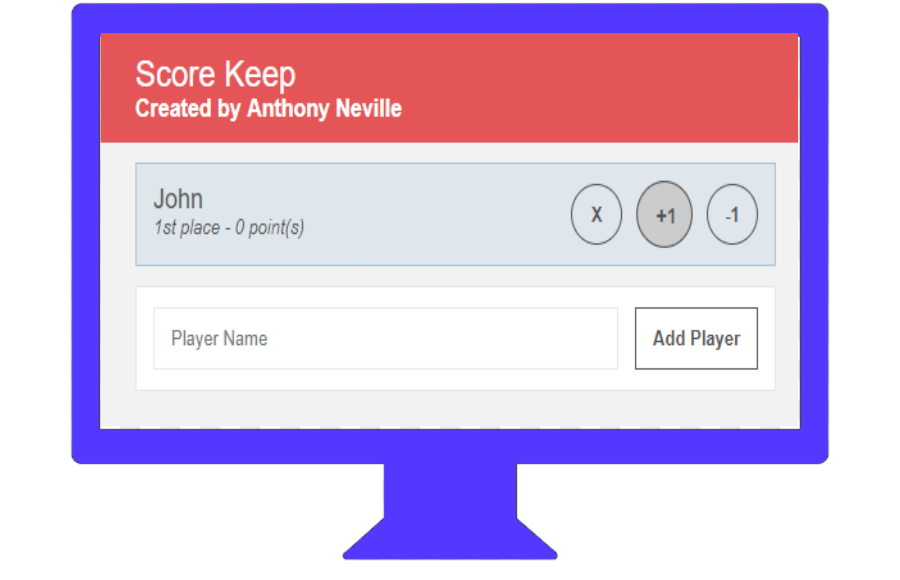 Score Keep
Created by Anthony Neville
John
1st place - 0 point(s)
X
+1
-1
Player Name
Add Player